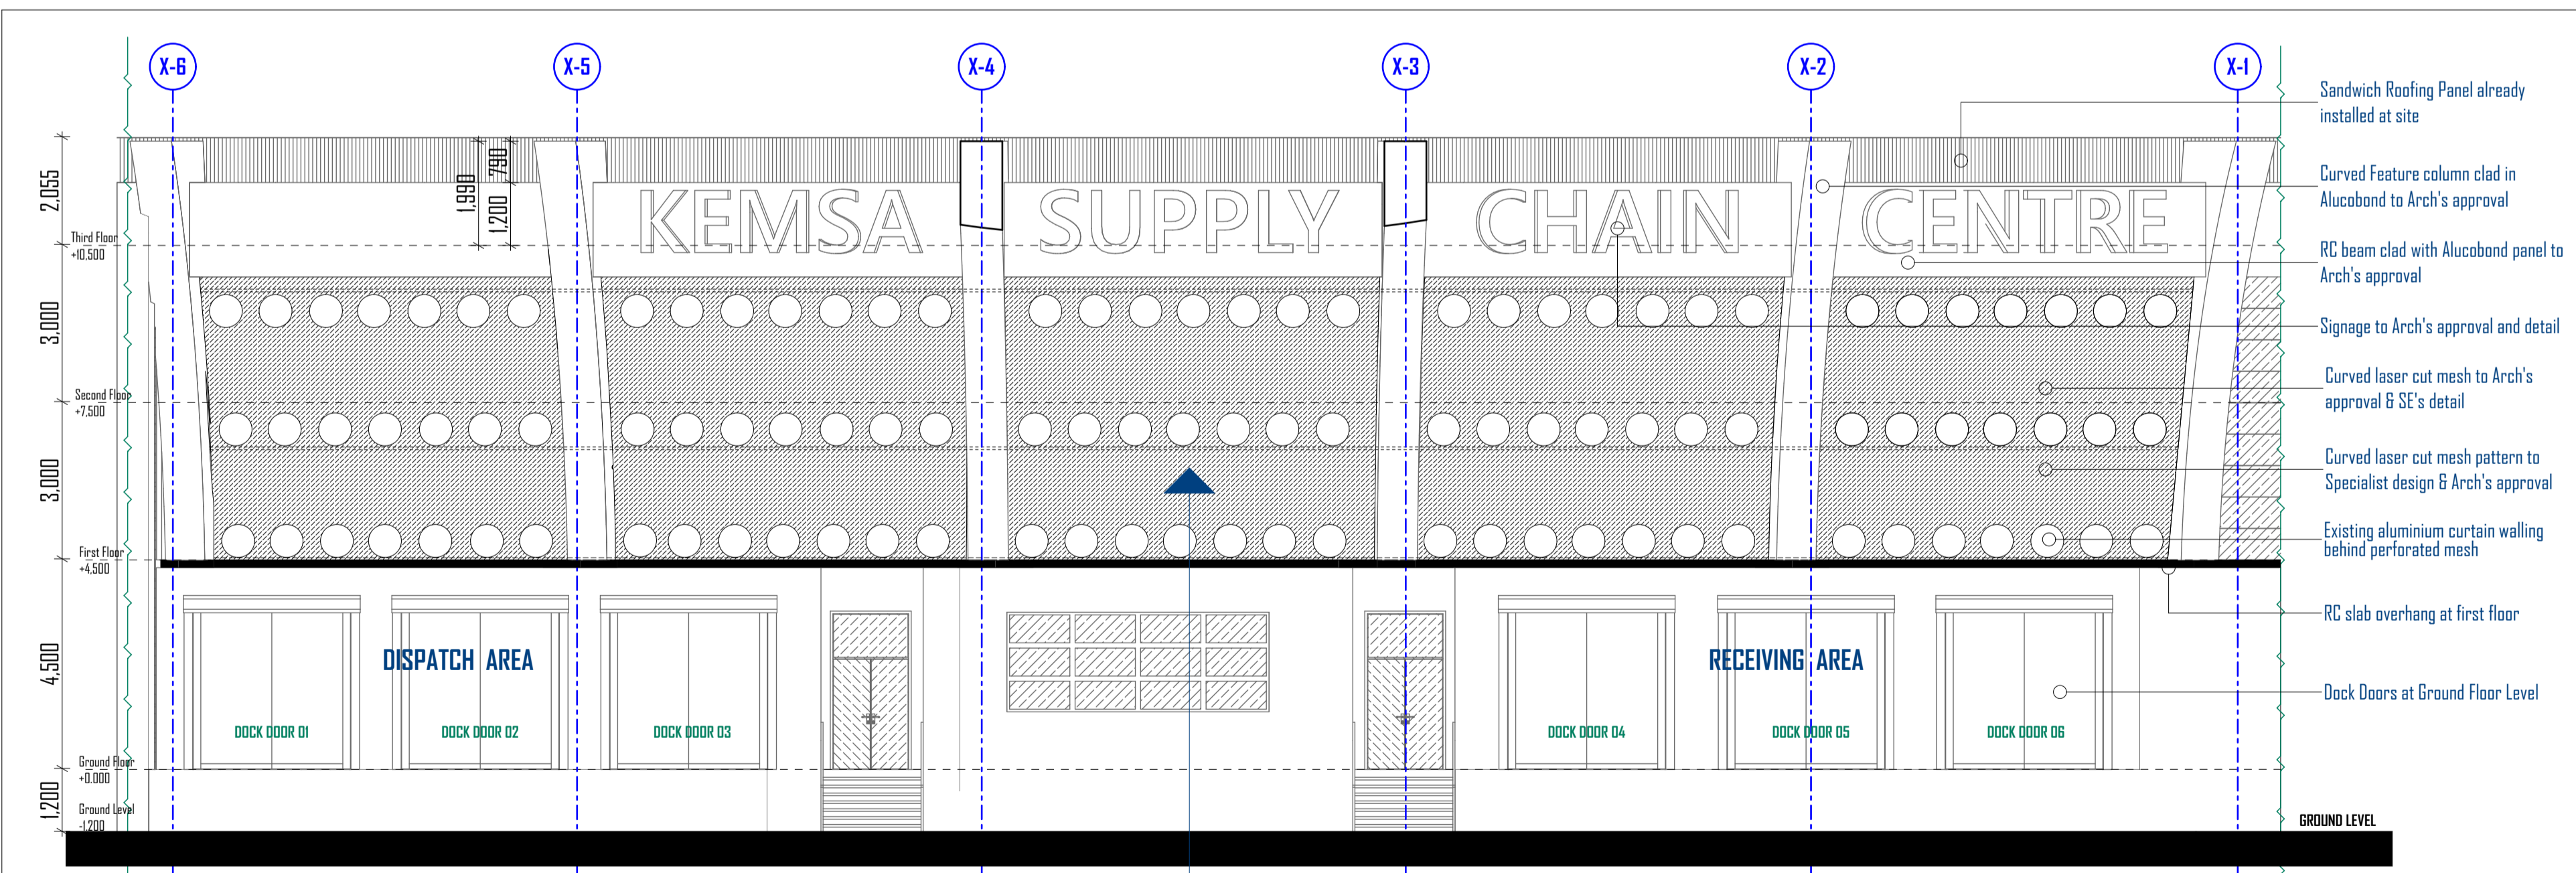 X-6
X-5
X-4
X-3
X-2
X-1
Sandwich Roofing Panel already
installed at site
2,055
1,990
790
1,200
KEMSA SUPPLY CHAIN CENTRE
Curved Feature column clad in
Alucobond to Arch's approval
Third Floor
+10,500
RC beam clad with Alucobond panel to
Arch's approval
3,000
Signage to Arch's approval and detail
Second Floor
+7,500
Curved laser cut mesh to Arch's
approval & SE's detail
3,000
Curved laser cut mesh pattern to
Specialist design & Arch's approval
Existing aluminium curtain walling
behind perforated mesh
First Floor
+4,500
RC slab overhang at first floor
4,500
DISPATCH AREA
RECEIVING AREA
Dock Doors at Ground Floor Level
DOCK DOOR 01
DOCK DOOR 02
DOCK DOOR 03
DOCK DOOR 04
DOCK DOOR 05
DOCK DOOR 06
Ground Floor
+0.000
1,200
Ground Level
-1,200
GROUND LEVEL